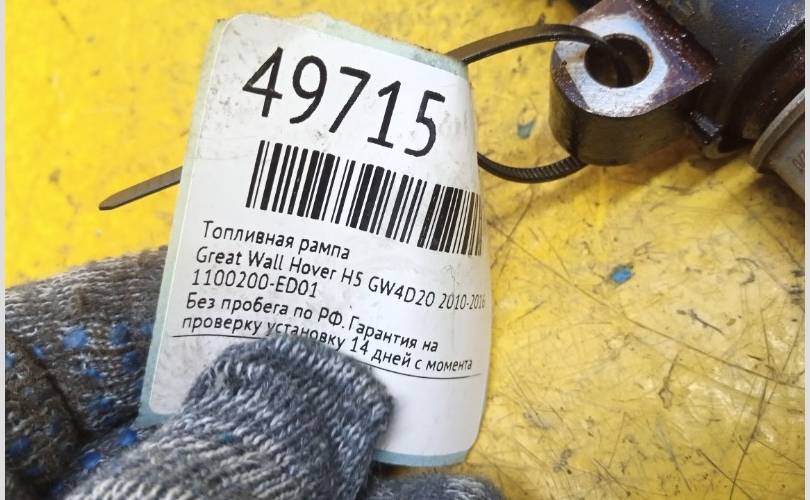 49715
Топливная рампа
Great Wall Hover H5 GW4D20 2010-2016
1100200-ED01
Без пробега по РФ. Гарантия на
проверку установку 14 дней с момента